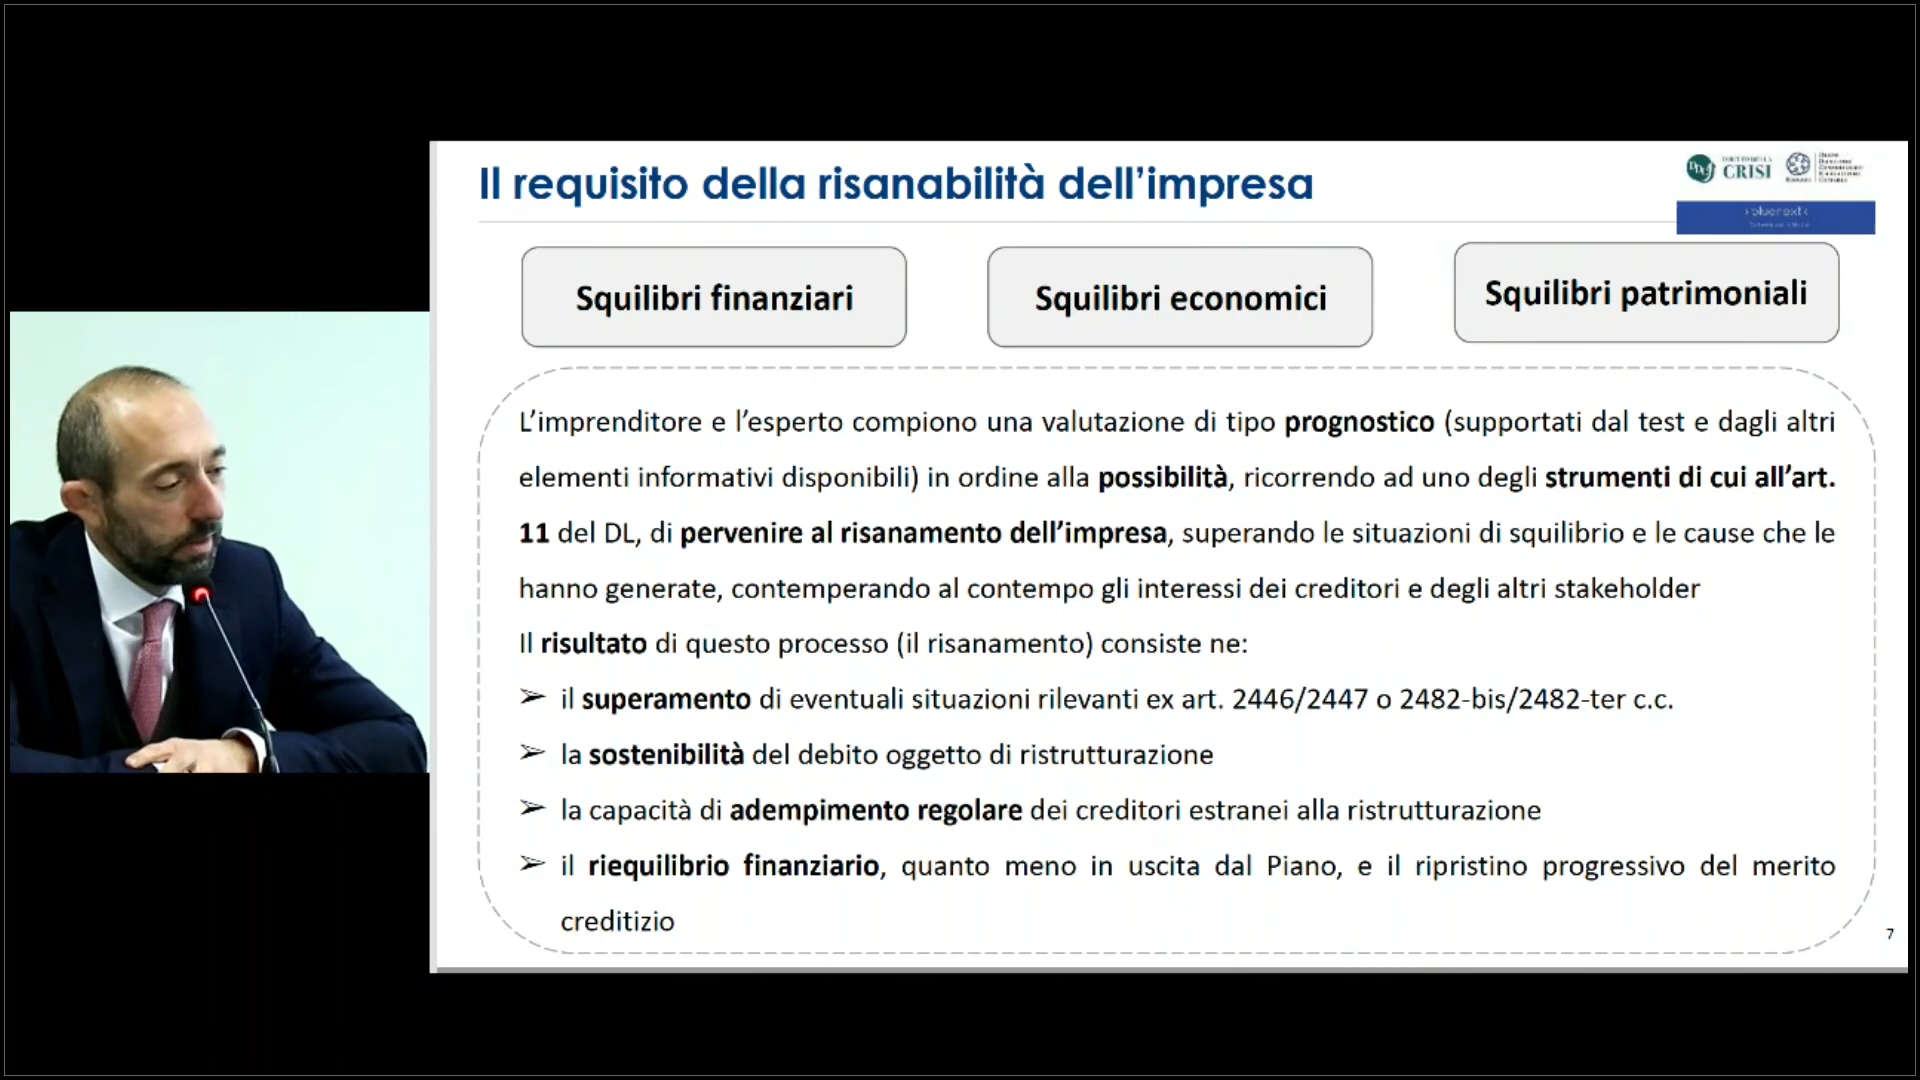 Il requisito della risanabilità dell’impresa
CRISI
Squilibri finanziari
Squilibri economici
Squilibri patrimoniali
L’imprenditore e l’esperto compiono una valutazione di tipo prognostico (supportati dal test e dagli altri
elementi informativi disponibili) in ordine alla possibilità, ricorrendo ad uno degli strumenti di cui all’art.
11 del DL, di pervenire al risanamento dell’impresa, superando le situazioni di squilibrio e le cause che le
hanno generate, contemperando al contempo gli interessi dei creditori e degli altri stakeholder
Il risultato di questo processo (il risanamento) consiste ne:
➢ il superamento di eventuali situazioni rilevanti ex art. 2446/2447 o 2482-bis/2482-ter c.c.
➢ la sostenibilità del debito oggetto di ristrutturazione
➢ la capacità di adempimento regolare dei creditori estranei alla ristrutturazione
➢ il riequilibrio finanziario, quanto meno in uscita dal Piano, e il ripristino progressivo del merito
creditizio
7